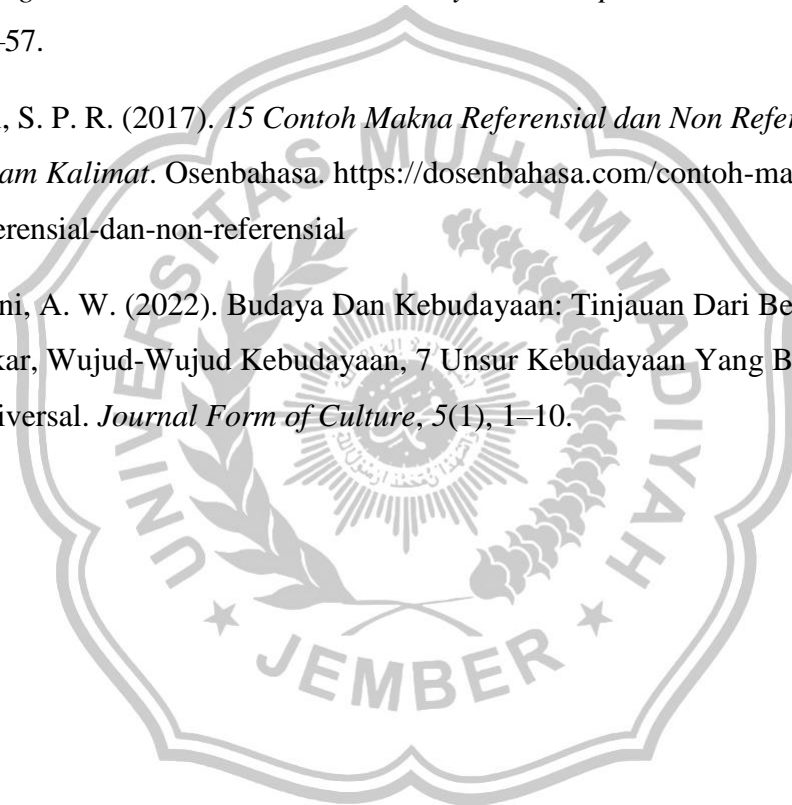 –57.
, S. P. R. (2017). 15 Contoh Makna Referensial dan Non Refer
am Kalimat. Osenbahasa. https://dosenbahasa.com/contoh-ma
erensial-dan-non-referensial
ni, A. W. (2022). Budaya Dan Kebudayaan: Tinjauan Dari Be
kar, Wujud-Wujud Kebudayaan, 7 Unsur Kebudayaan Yang B
iversal. Journal Form of Culture, 5(1), 1–10.
UNIVERSITAS MUHAMMADIYAH
JEMBER